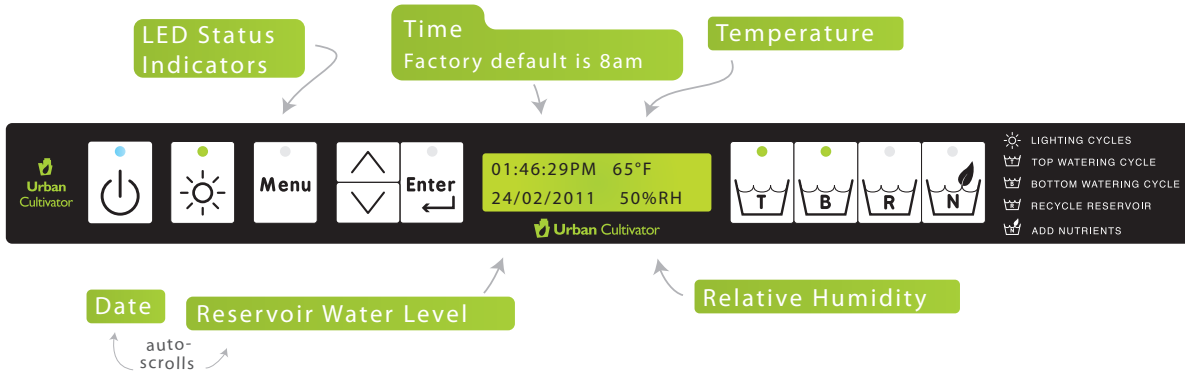 LED Status
Indicators
Time
Factory default is 8am
Temperature
Urban
Cultivator
Menu
Enter
01:46:29PM 65°F
24/02/2011 50%RH
Urban Cultivator
T
B
R
N
LIGHTING CYCLES
T TOP WATERING CYCLE
B BOTTOM WATERING CYCLE
R RECYCLE RESERVOIR
N ADD NUTRIENTS
Date
Reservoir Water Level
Relative Humidity
auto-
scrolls